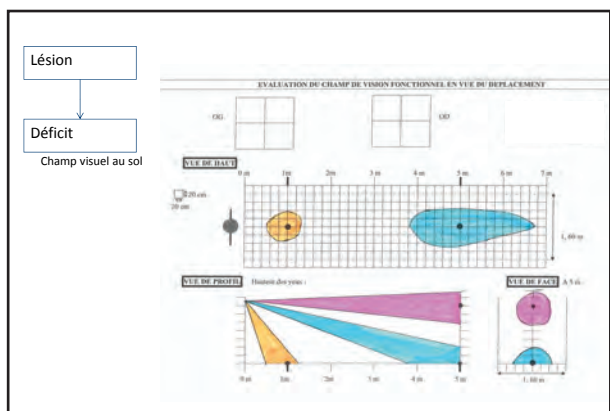 Lésion
Déficit
Champ visuel au sol
EVALUATION DU CHAMP DE VISION FONCTIONNEL EN VUE DU DEPLACEMENT
OG
OD
VUE DE HAUT
0 m 1m 2m 3 m 4 m 5 m 6 m 7 m
20 cm
20 cm
1,60 m
VUE DE PROFIL Hauteur des yeux :
VUE DE FACE A 5 m
0 m 1m 2m 3 m 4 m 5 m
1,60 m